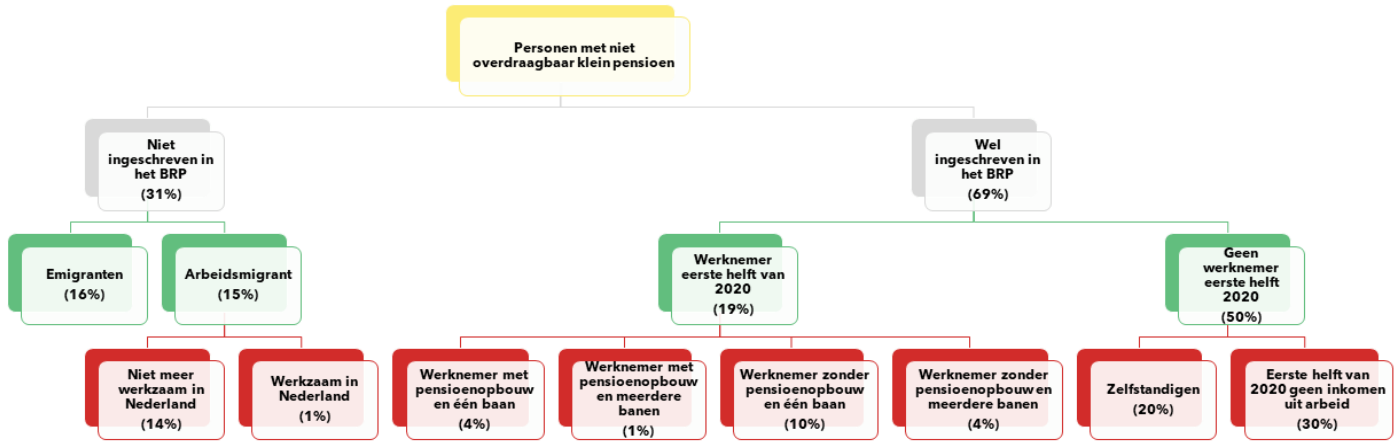 Personen met niet
overdraagbaar klein pensioen
Niet
ingeschreven in
het BRP
(31%)
Wel
ingeschreven in
het BRP
(69%)
Emigranten
(16%)
Arbeidsmigrant
(15%)
Werknemer
eerste helft van
2020
(19%)
Geen
werknemer
eerste helft
2020
(50%)
Niet meer
werkzaam in
Nederland
(14%)
Werkzaam in
Nederland
(1%)
Werknemer met
pensioenopbouw
en één baan
(4%)
Werknemer met
pensioenopbouw
en meerdere
banen
(1%)
Werknemer zonder
pensioenopbouw
en één baan
(10%)
Werknemer zonder
pensioenopbouw en
meerdere banen
(4%)
Zelfstandigen
(20%)
Eerste helft van
2020 geen inkomen
uit arbeid
(30%)